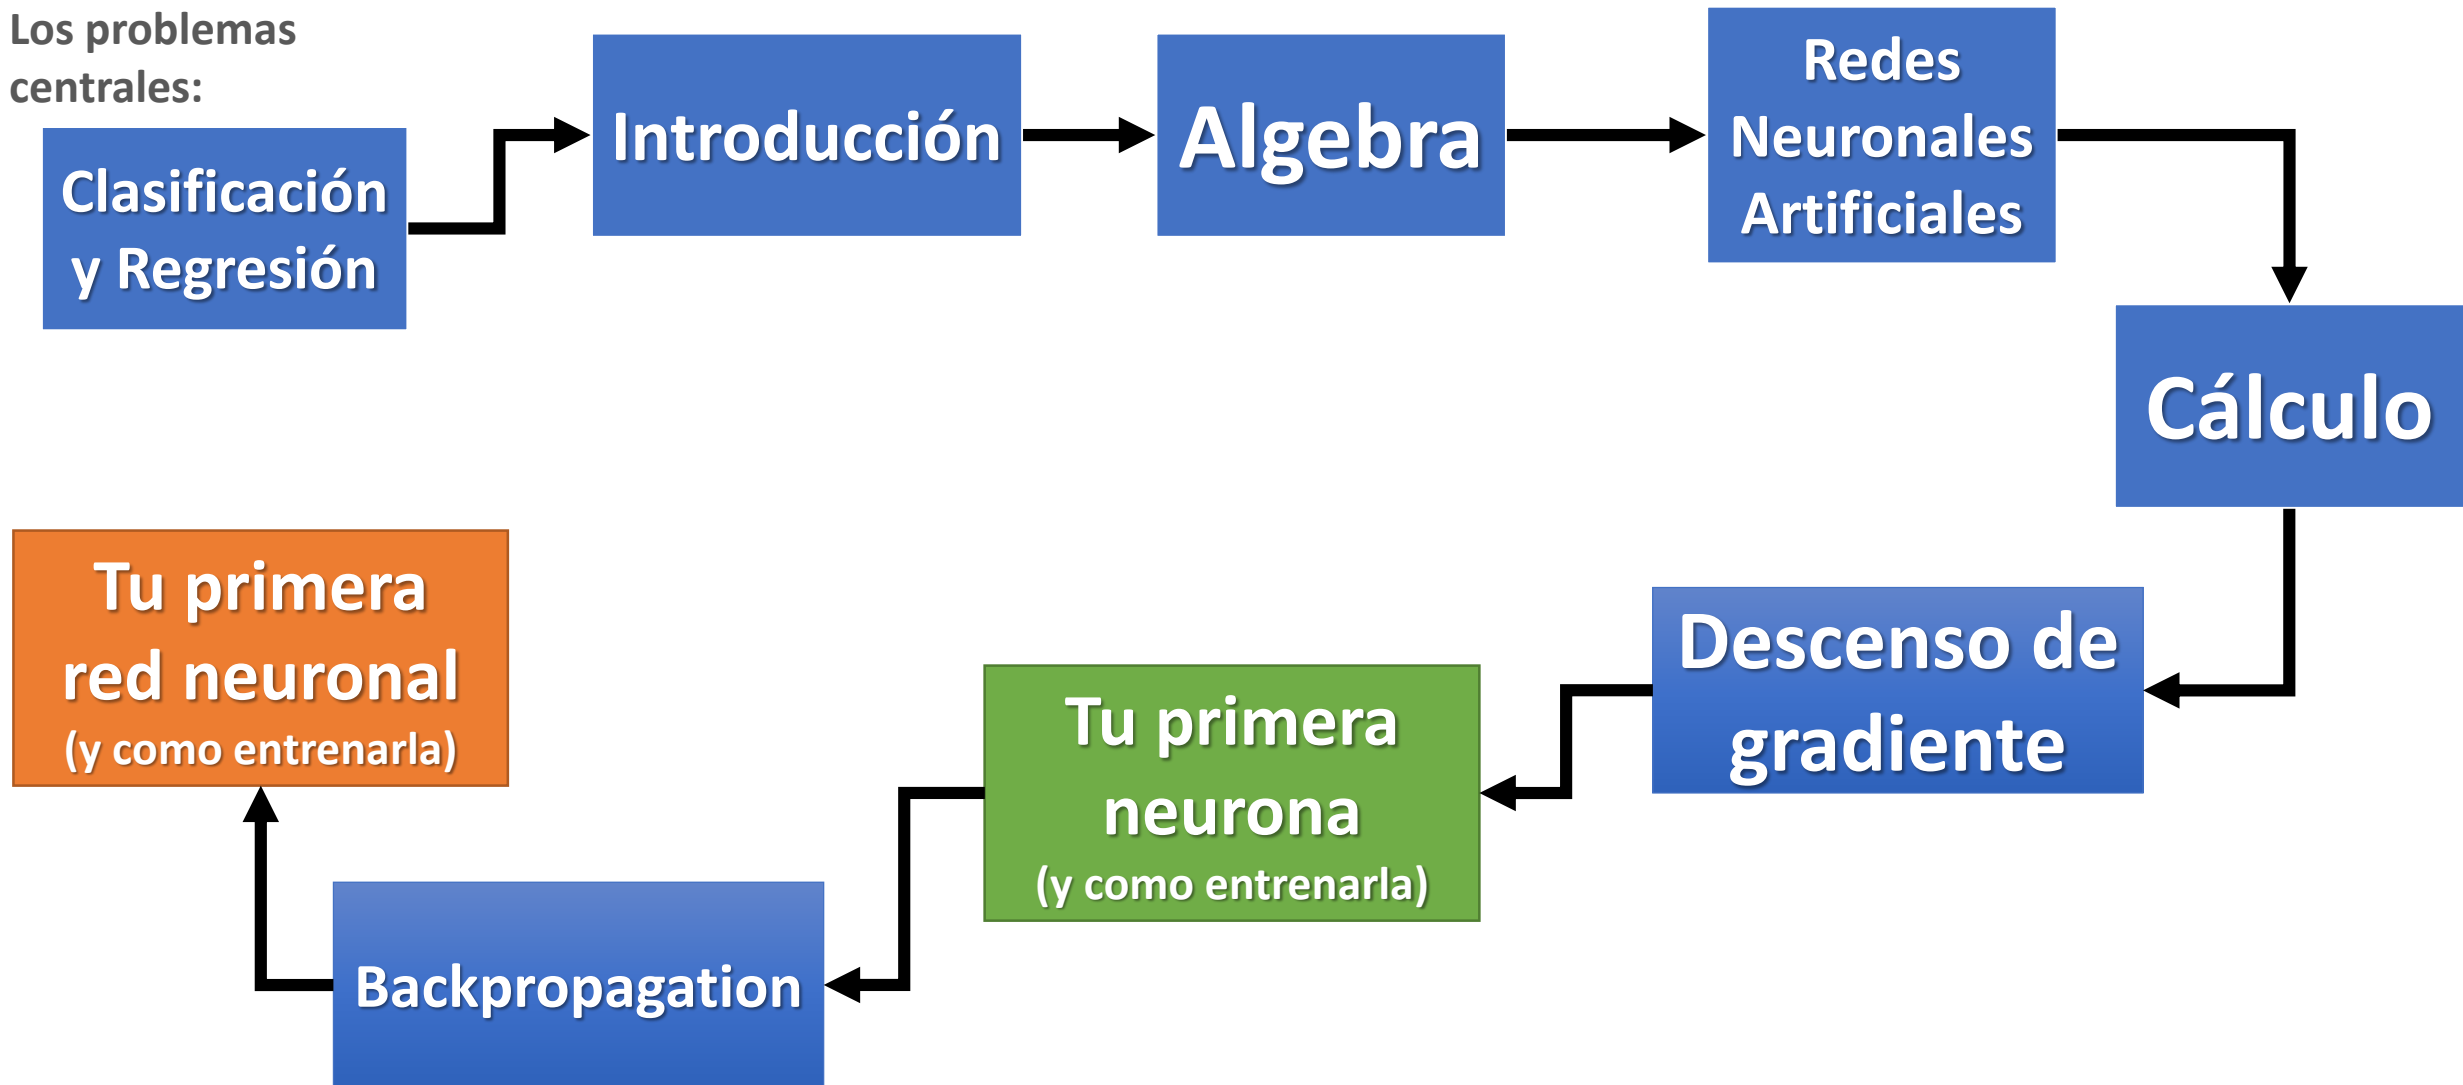 Los problemas
centrales:
Clasificación
y Regresión
Introducción
Algebra
Redes
Neuronales
Artificiales
Cálculo
Descenso de
gradiente
Tu primera
neurona
(y como entrenarla)
Backpropagation
Tu primera
red neuronal
(y como entrenarla)